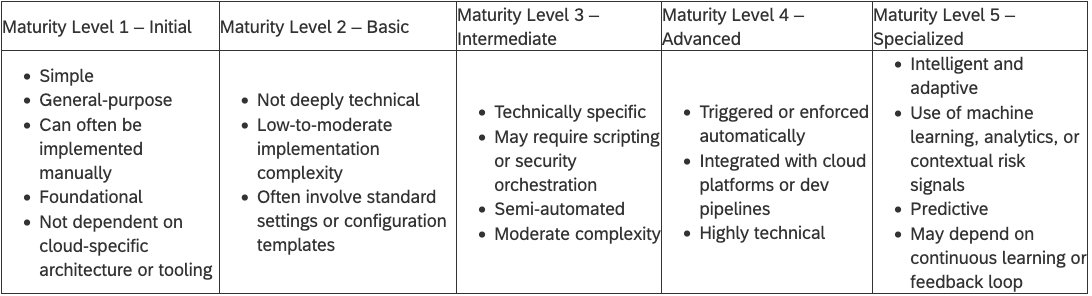 Maturity Level 1 – Initial
Maturity Level 2 – Basic
Maturity Level 3 –
Intermediate
Maturity Level 4 –
Advanced
Maturity Level 5 –
Specialized
• Simple
• General-purpose
• Can often be
implemented
manually
• Foundational
• Not dependent on
cloud-specific
architecture or tooling
• Not deeply technical
• Low-to-moderate
implementation
complexity
• Often involve standard
settings or configuration
templates
• Technically specific
• May require scripting
or security
orchestration
• Semi-automated
• Moderate complexity
• Triggered or enforced
automatically
• Integrated with cloud
platforms or dev
pipelines
• Highly technical
• Intelligent and
adaptive
• Use of machine
learning, analytics, or
contextual risk
signals
• Predictive
• May depend on
continuous learning or
feedback loop